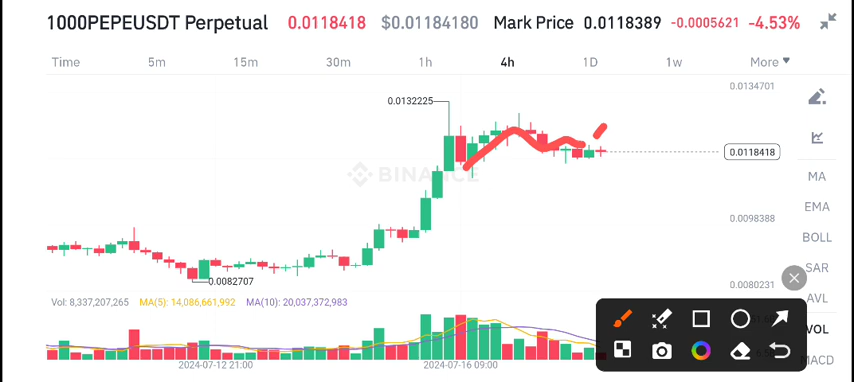 1000PEPEUSDT Perpetual 0.0118418 $0.01184180 Mark Price 0.0118389 -0.0005621 -4.53%
Time 5m 15m 30m 1h 4h 1D 1w More
0.0134701
0.0132225
0.0118418
BINANCE
MA
EMA
0.0098388
BOLL
SAR
0.0082707
0.0080231
AVL
Vol: 8,337,207,265 MA(5): 14,086,661,992 MA(10): 20,037,372,983
VOL
MACD
2024-07-12 21:00 2024-07-16 09:00